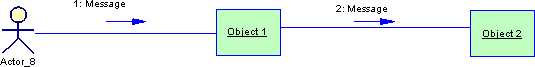 1: Message
2: Message
Object 1
Object 2
Actor_8